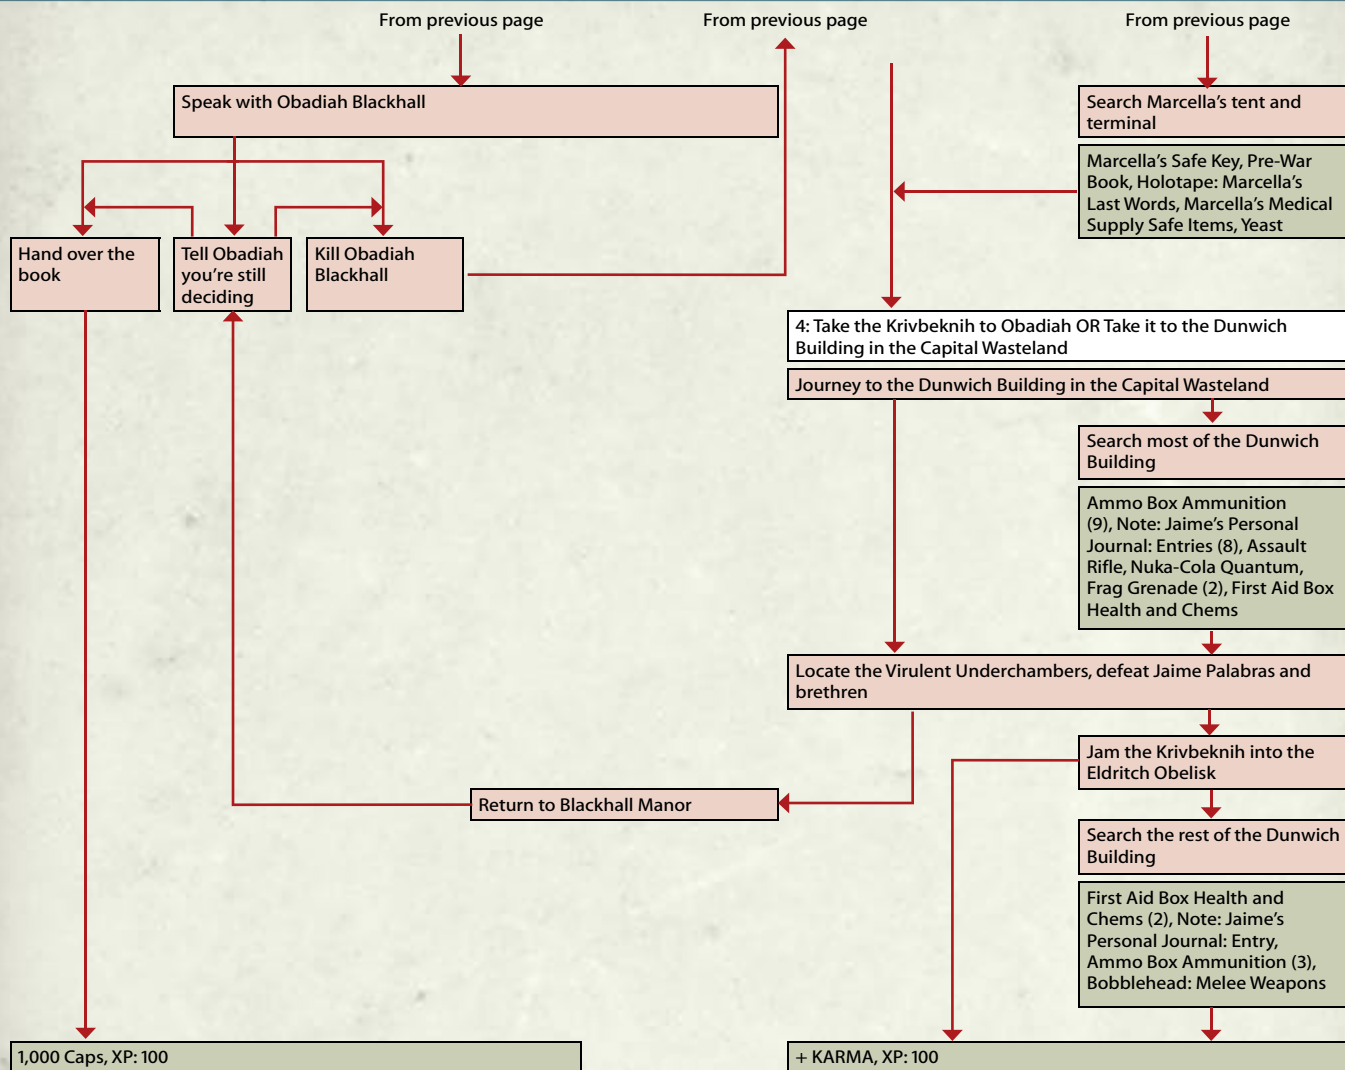 From previous page
From previous page
From previous page
Speak with Obadiah Blackhall
Search Marcella's tent and
terminal
Marcella's Safe Key, Pre-War
Book, Holotape: Marcella's
Last Words, Marcella's Medical
Supply Safe Items, Yeast
Hand over the
book
Tell Obadiah
you're still
deciding
Kill Obadiah
Blackhall
4: Take the Krivbeknih to Obadiah OR Take it to the Dunwich
Building in the Capital Wasteland
Journey to the Dunwich Building in the Capital Wasteland
Search most of the Dunwich
Building
Ammo Box Ammunition
(9), Note: Jaime's Personal
Journal: Entries (8), Assault
Rifle, Nuka-Cola Quantum,
Frag Grenade (2), First Aid Box
Health and Chems
Locate the Virulent Underchambers, defeat Jaime Palabras and
brethren
Jam the Krivbeknih into the
Eldritch Obelisk
Return to Blackhall Manor
Search the rest of the Dunwich
Building
First Aid Box Health and
Chems (2), Note: Jaime's
Personal Journal: Entry,
Ammo Box Ammunition (3),
Bobblehead: Melee Weapons
1,000 Caps, XP: 100
+ KARMA, XP: 100